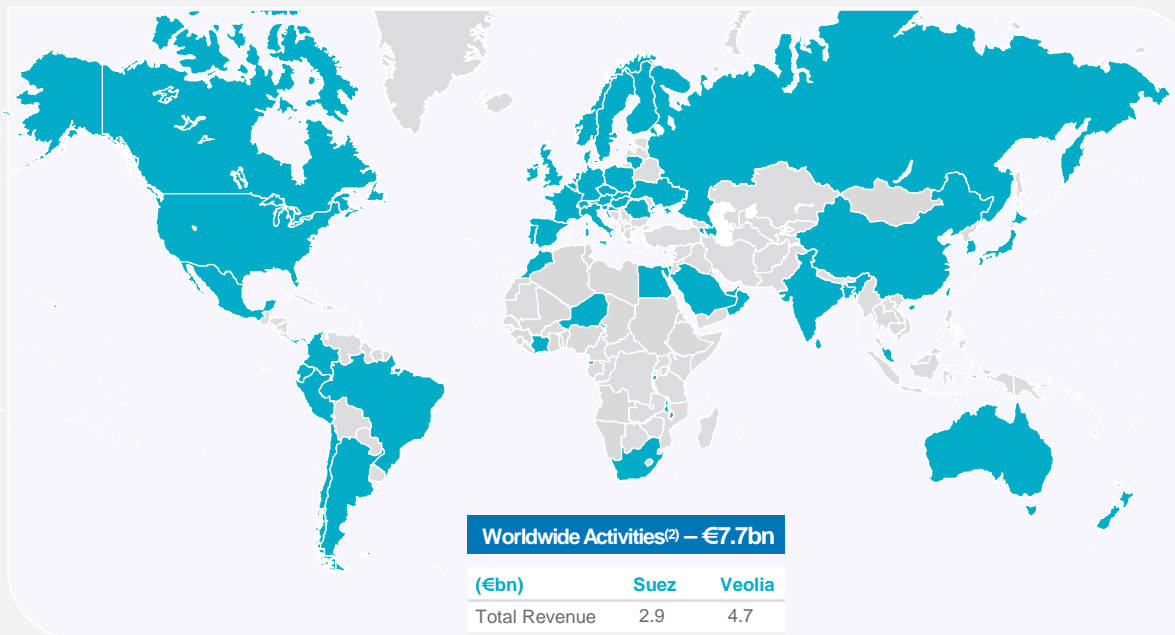 Worldwide Activities(2) – €7.7bn
(€bn) Suez Veolia
Total Revenue 2.9 4.7